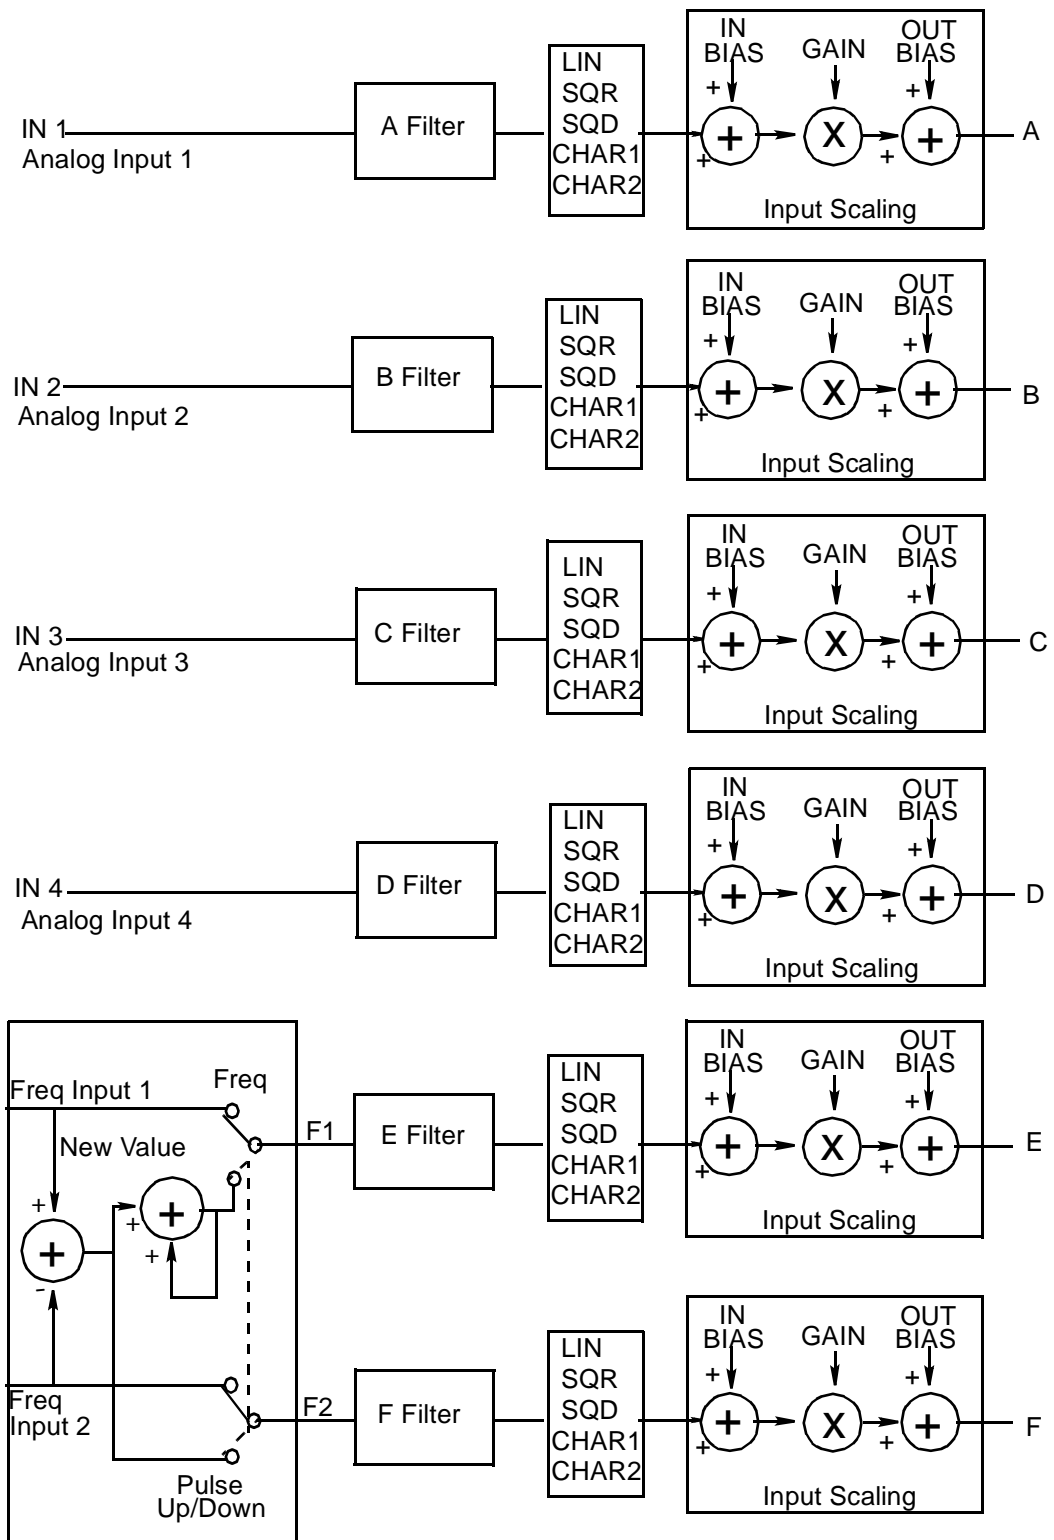 IN
BIAS
GAIN
OUT
BIAS
LIN
SQR
SQD
CHAR1
CHAR2
+
+
IN 1
Analog Input 1
A Filter
+
+
X
+
+
A
Input Scaling
IN
BIAS
GAIN
OUT
BIAS
LIN
SQR
SQD
CHAR1
CHAR2
+
+
IN 2
Analog Input 2
B Filter
+
+
X
+
+
B
Input Scaling
IN
BIAS
GAIN
OUT
BIAS
LIN
SQR
SQD
CHAR1
CHAR2
+
+
IN 3
Analog Input 3
C Filter
+
+
X
+
+
C
Input Scaling
IN
BIAS
GAIN
OUT
BIAS
LIN
SQR
SQD
CHAR1
CHAR2
+
+
IN 4
Analog Input 4
D Filter
+
+
X
+
+
D
Input Scaling
Freq Input 1
Freq
New Value
F1
E Filter
LIN
SQR
SQD
CHAR1
CHAR2
IN
BIAS
GAIN
OUT
BIAS
+
+
+
+
X
+
+
E
Input Scaling
+
+
-
+
+
+
Freq
Input 2
F2
Pulse
Up/Down
F Filter
LIN
SQR
SQD
CHAR1
CHAR2
IN
BIAS
GAIN
OUT
BIAS
+
+
+
+
X
+
+
F
Input Scaling